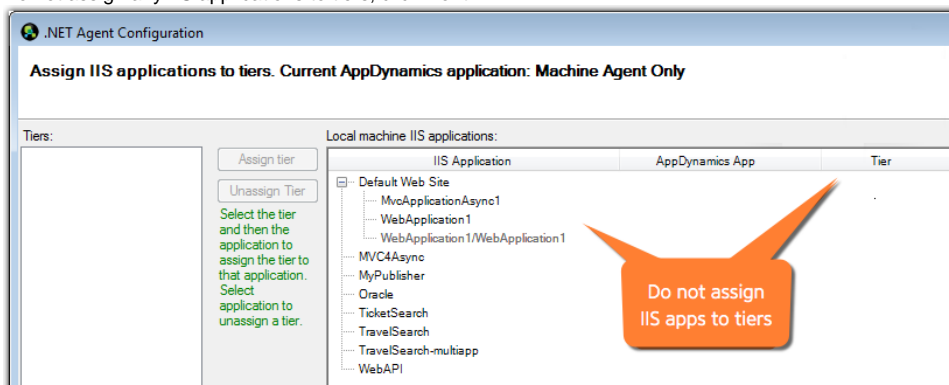 .NET Agent Configuration
Assign IIS applications to tiers. Current AppDynamics application: Machine Agent Only
Tiers:
Local machine IIS applications:
Assign tier
Unassign Tier
Select the tier
and then the
application to
assign the tier to
that application.
Select
application to
unassign a tier.
IIS Application AppDynamics App Tier
Default Web Site
MvcApplicationAsync1
WebApplication1
WebApplication1/WebApplication1
MVC4Async
MyPublisher
Oracle
TicketSearch
TravelSearch
TravelSearch-multiapp
WebAPI
Do not assign
IIS apps to tiers